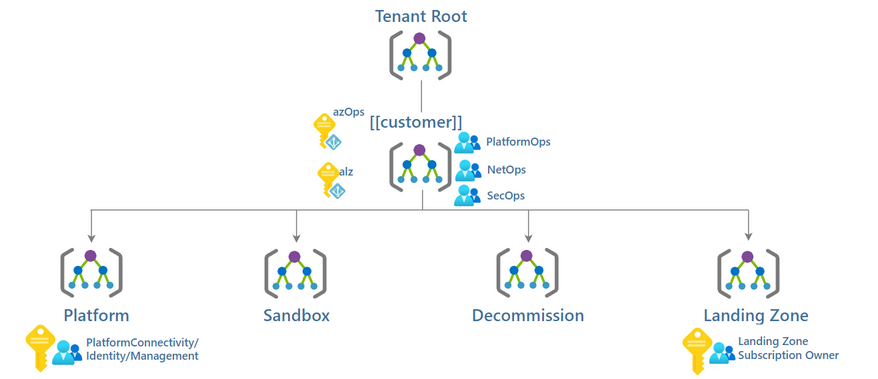 Tenant Root
azOps
[[customer]]
PlatformOps
alz
NetOps
SecOps
Platform
Sandbox
Decommission
Landing Zone
PlatformConnectivity/
Identity/Management
Landing Zone
Subscription Owner